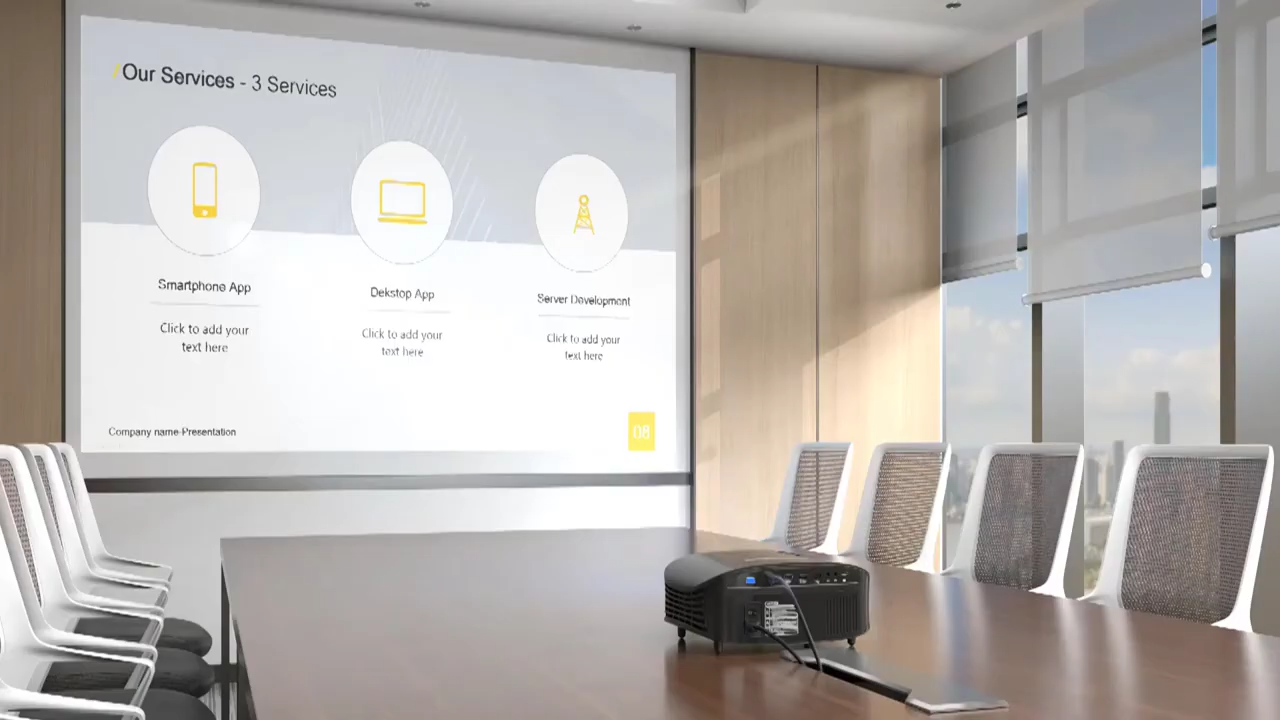 /Our Services - 3 Services
Smartphone App
Dekstop App
Server Development
Click to add your
text here
Click to add your
text here
Click to add your
text here
Company name-Presentation
08